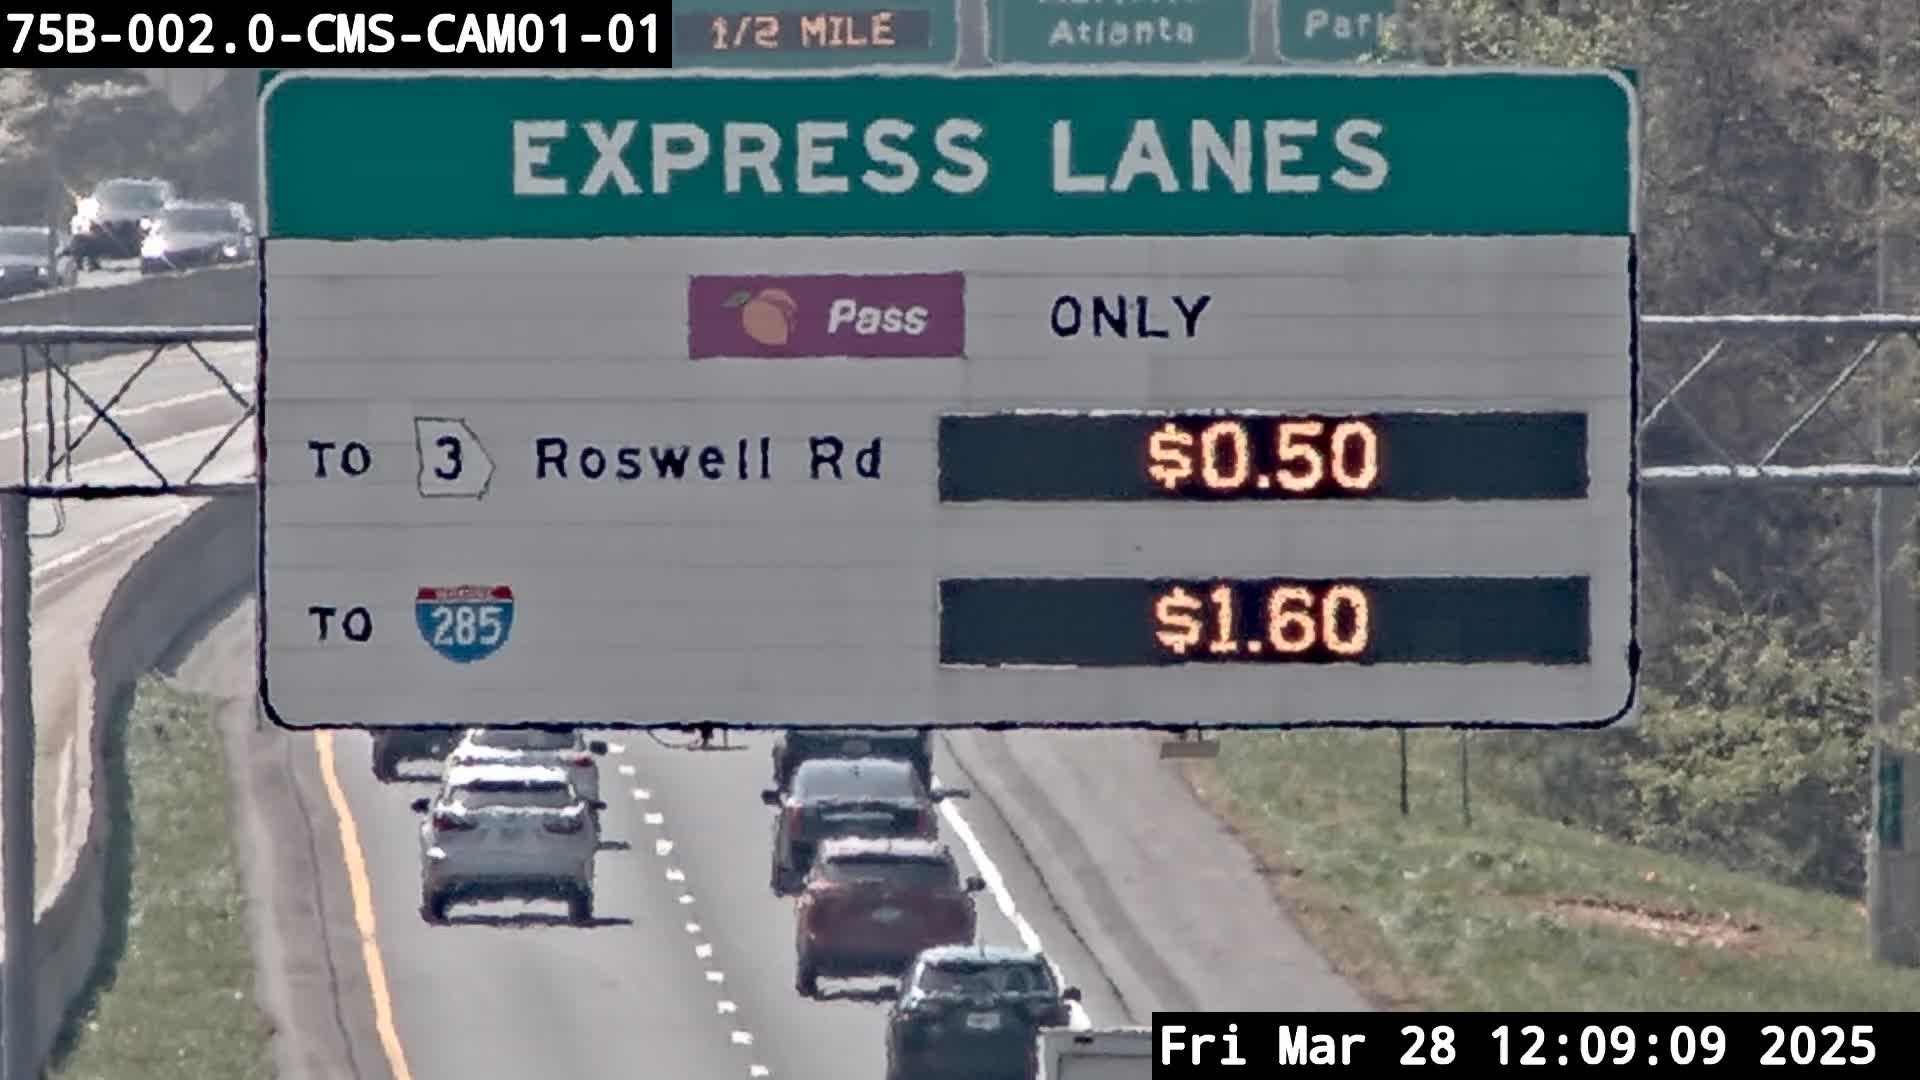 75B-002.0-CMS-CAM01-01
1/2 MILE
Atlanta
EXPRESS LANES
Pass ONLY
TO 3 Roswell Rd $0.50
TO 285 $1.60
Fri Mar 28 12:09:09 2025